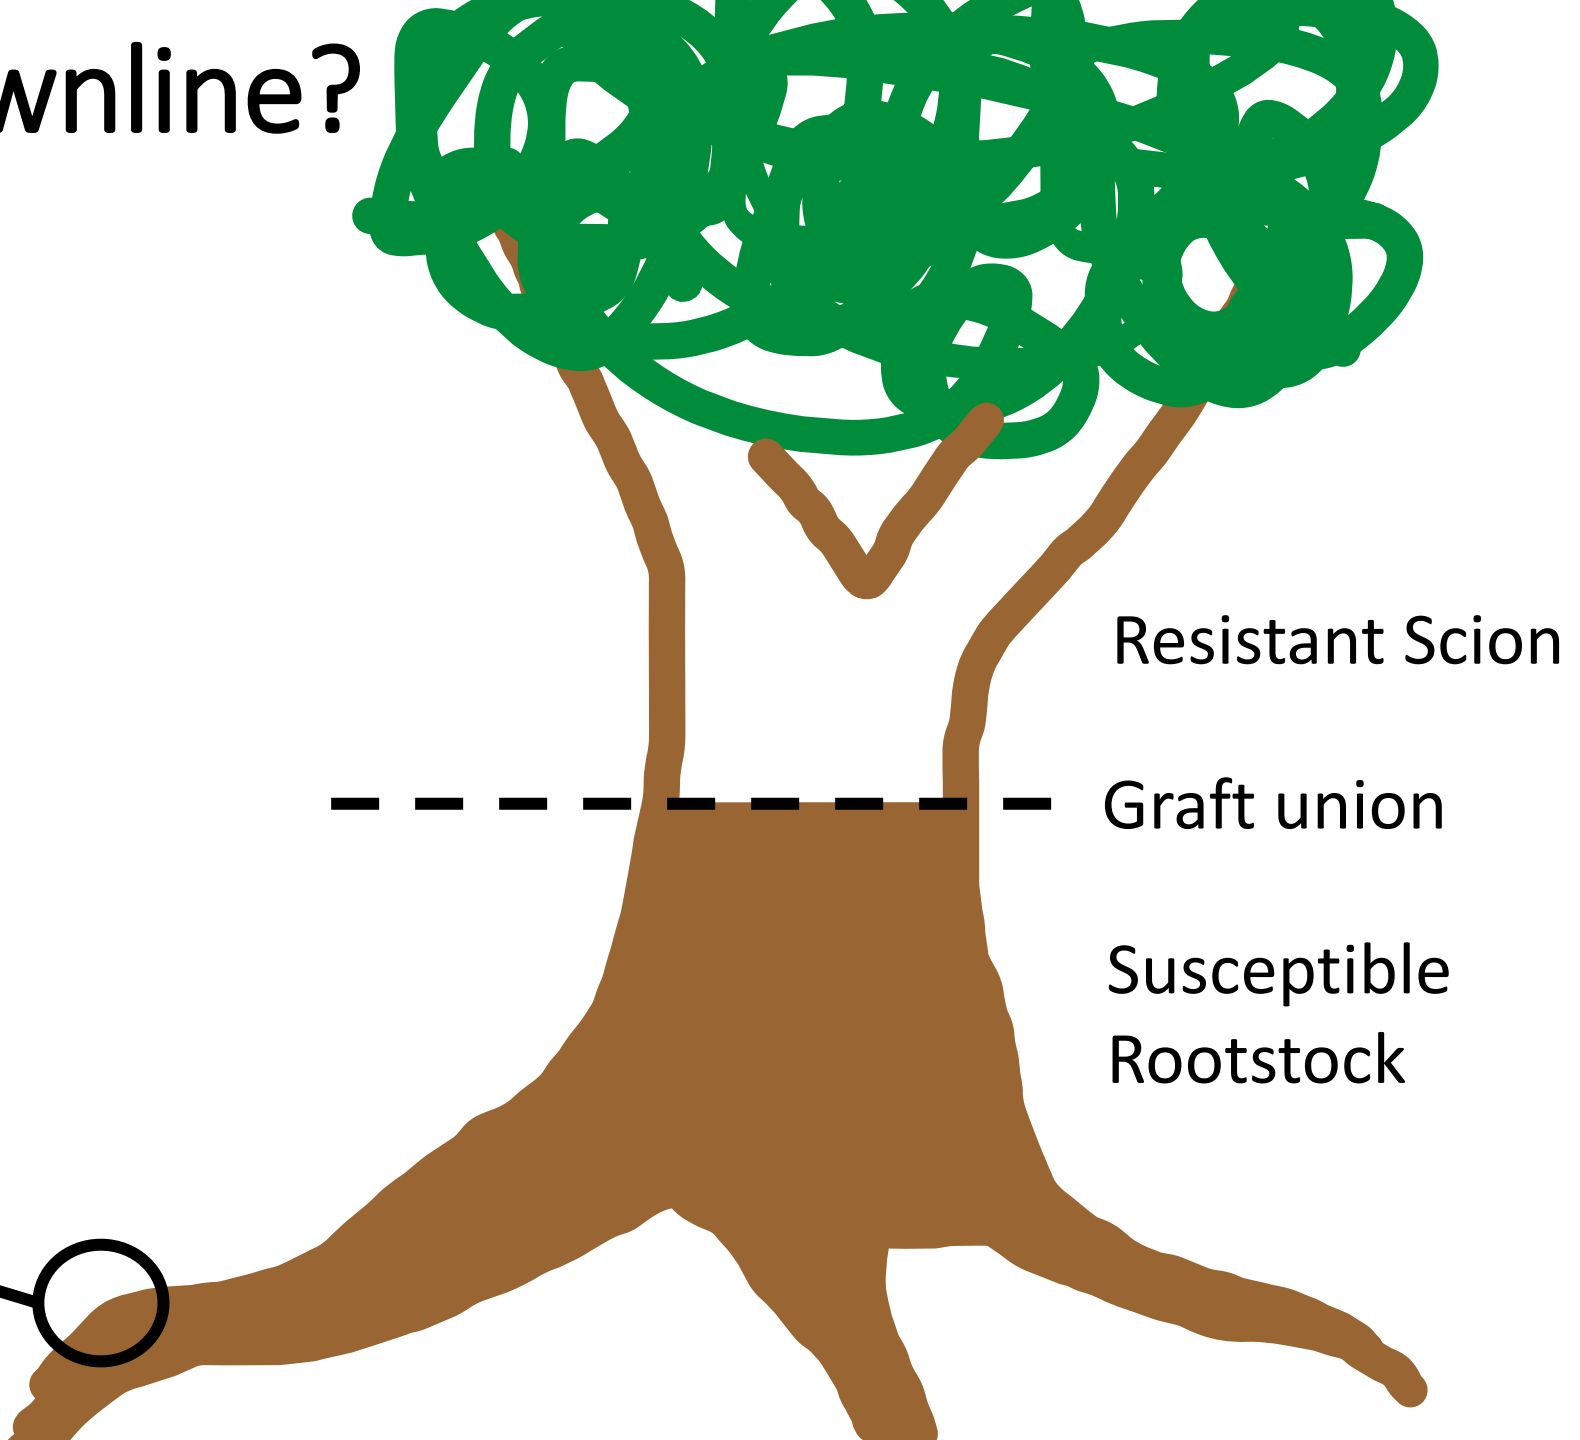 wnline?
Resistant Scion
Graft union
Susceptible
Rootstock